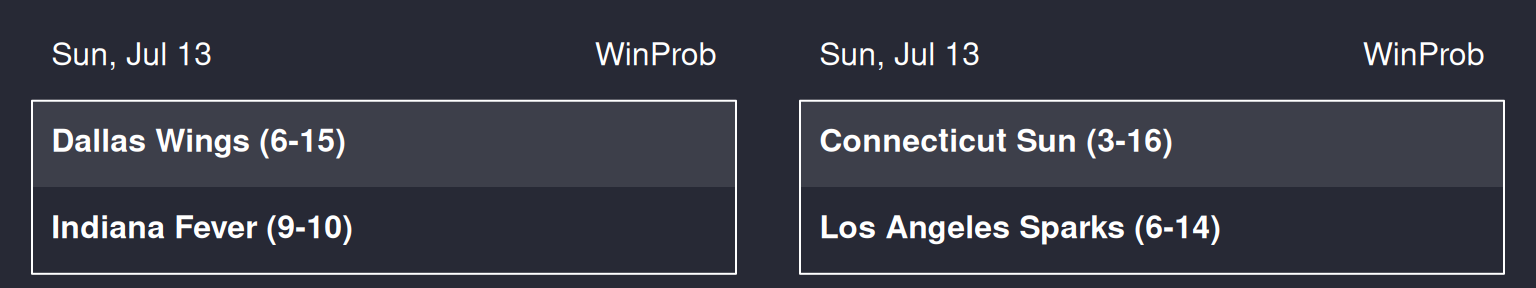 Sun, Jul 13 WinProb
Dallas Wings (6-15)
Indiana Fever (9-10)
Sun, Jul 13 WinProb
Connecticut Sun (3-16)
Los Angeles Sparks (6-14)